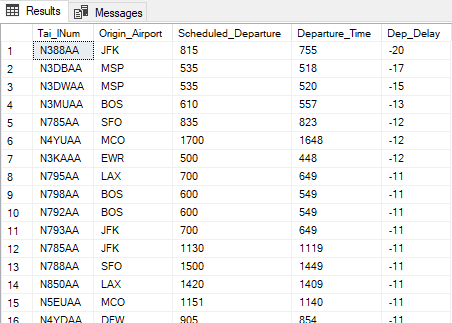 Results Messages
Tai_lNum Origin_Airport Scheduled_Departure Departure_Time Dep_Delay
1 N388AA JFK 815 755 -20
2 N3DBAA MSP 535 518 -17
3 N3DWAA MSP 535 520 -15
4 N3MUAA BOS 610 557 -13
5 N785AA SFO 835 823 -12
6 N4YUAA MCO 1700 1648 -12
7 N3KAAA EWR 500 448 -12
8 N795AA LAX 700 649 -11
9 N798AA BOS 600 549 -11
10 N792AA BOS 600 549 -11
11 N793AA JFK 700 649 -11
12 N785AA JFK 1130 1119 -11
13 N788AA SFO 1500 1449 -11
14 N850AA LAX 1420 1409 -11
15 N5EUAA MCO 1151 1140 -11
16 N4YDAA DFW 905 854 -11